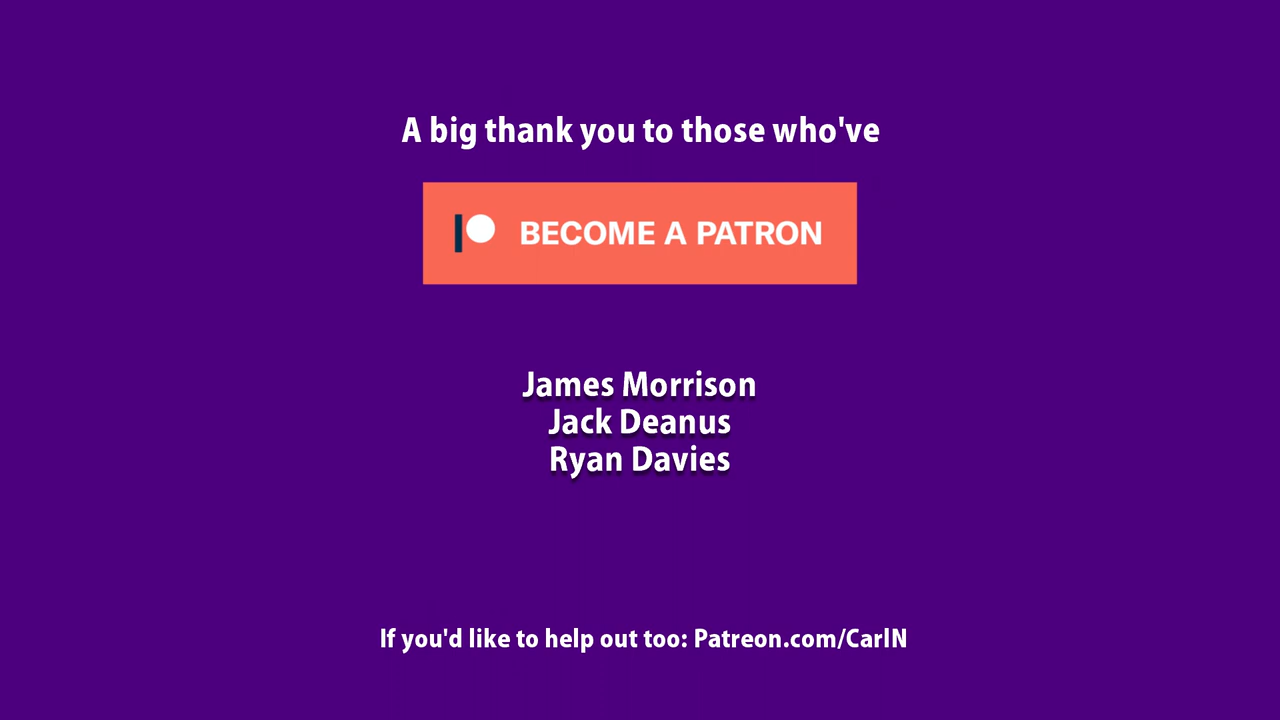 A big thank you to those who've
BECOME A PATRON
James Morrison
Jack Deanus
Ryan Davies
If you'd like to help out too: Patreon.com/CarlN